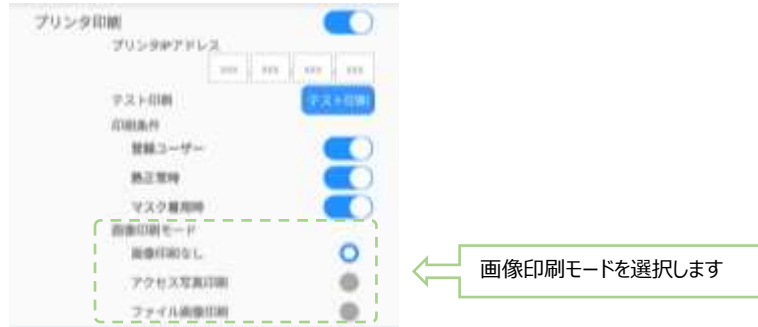 プリンタ印刷
プリンタIPアドレス
xxx xxx xxx xxx
テスト印刷 テスト印刷
印刷条件
登録ユーザー
熱正常時
マスク着用時
画像印刷モード
画像印刷なし
アクセス写真印刷
ファイル画像印刷
画像印刷モードを選択します